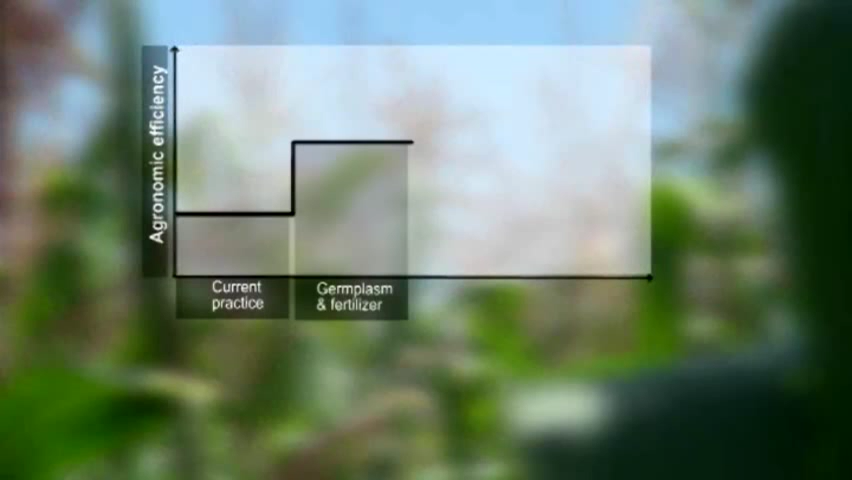 Agronomic efficiency
Current
practice
Germplasm
& fertilizer